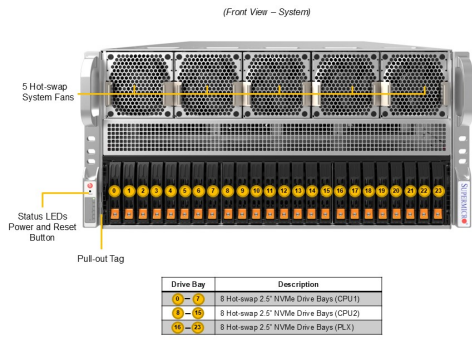 (Front View – System)
5 Hot-swap
System Fans
0 1 2 3 4 5 6 7 8 9 10 11 12 13 14 15 16 17 18 19 20 21 22 23
SUPERMICRO
Status LEDs
Power and Reset
Button
Pull-out Tag
Drive Bay Description
0 – 7 8 Hot-swap 2.5" NVMe Drive Bays (CPU1)
8 – 15 8 Hot-swap 2.5" NVMe Drive Bays (CPU2)
16 – 23 8 Hot-swap 2.5" NVMe Drive Bays (PLX)